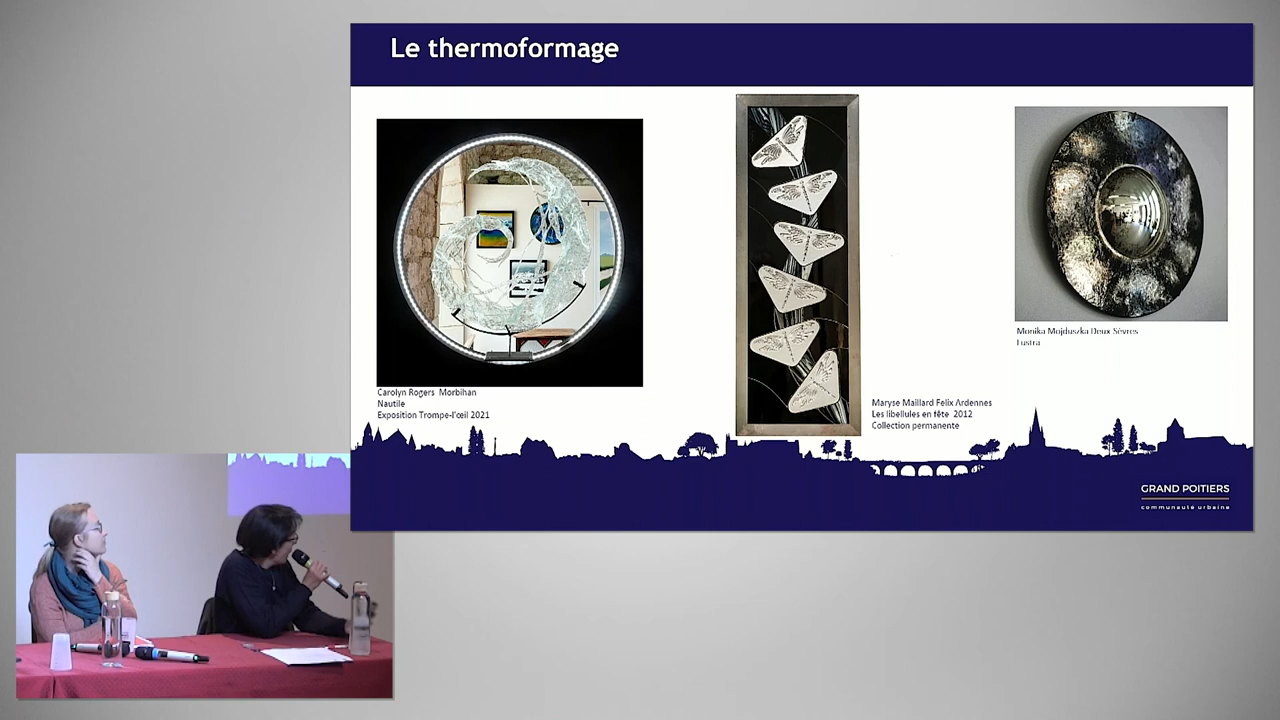 Le thermoformage
Carolyn Rogers Morbihan
Nautile
Exposition Trompe-l'œil 2021
Maryse Maillard Felix Ardennes
Les libellules en fête 2012
Collection permanente
Monika Mojduszka Deux Sèvres
Lustra
GRAND POITIERS
communauté urbaine